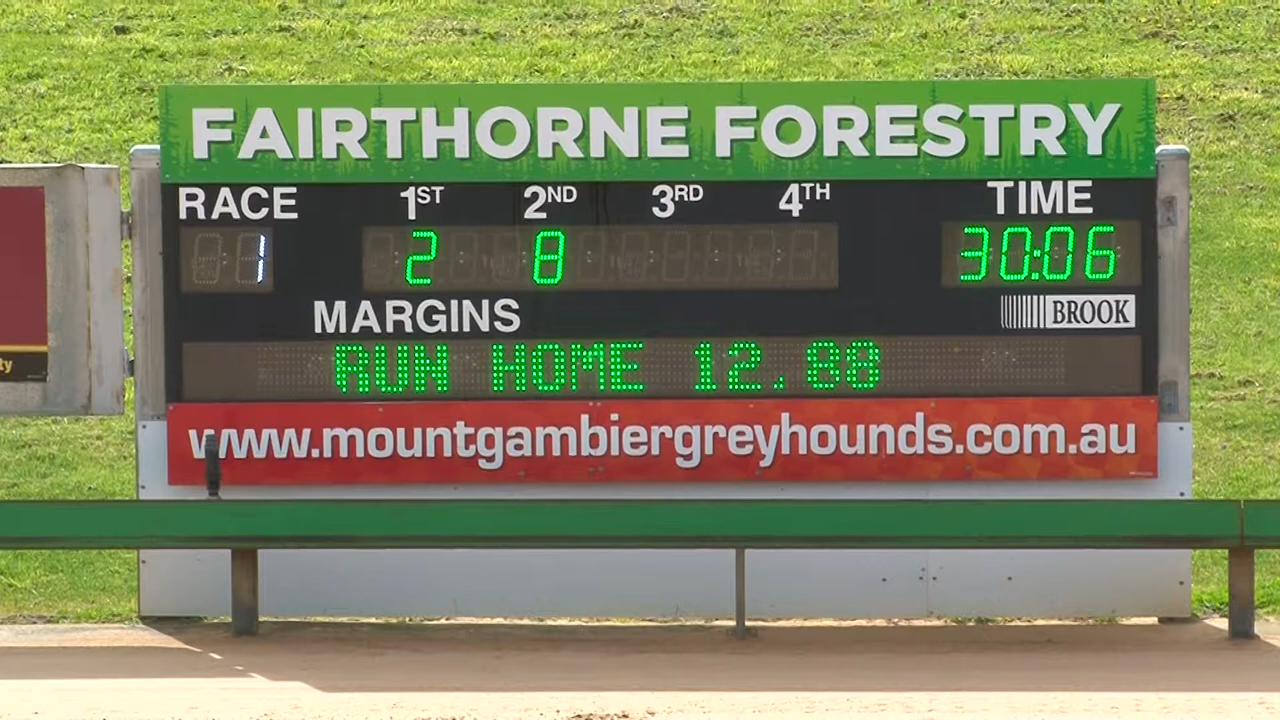 FAIRTHORNE FORESTRY
RACE 1ST 2ND 3RD 4TH TIME
1 2 8 30:06
MARGINS BROOK
RUN HOME 12.88
www.mountgambiergreyhounds.com.au
ty